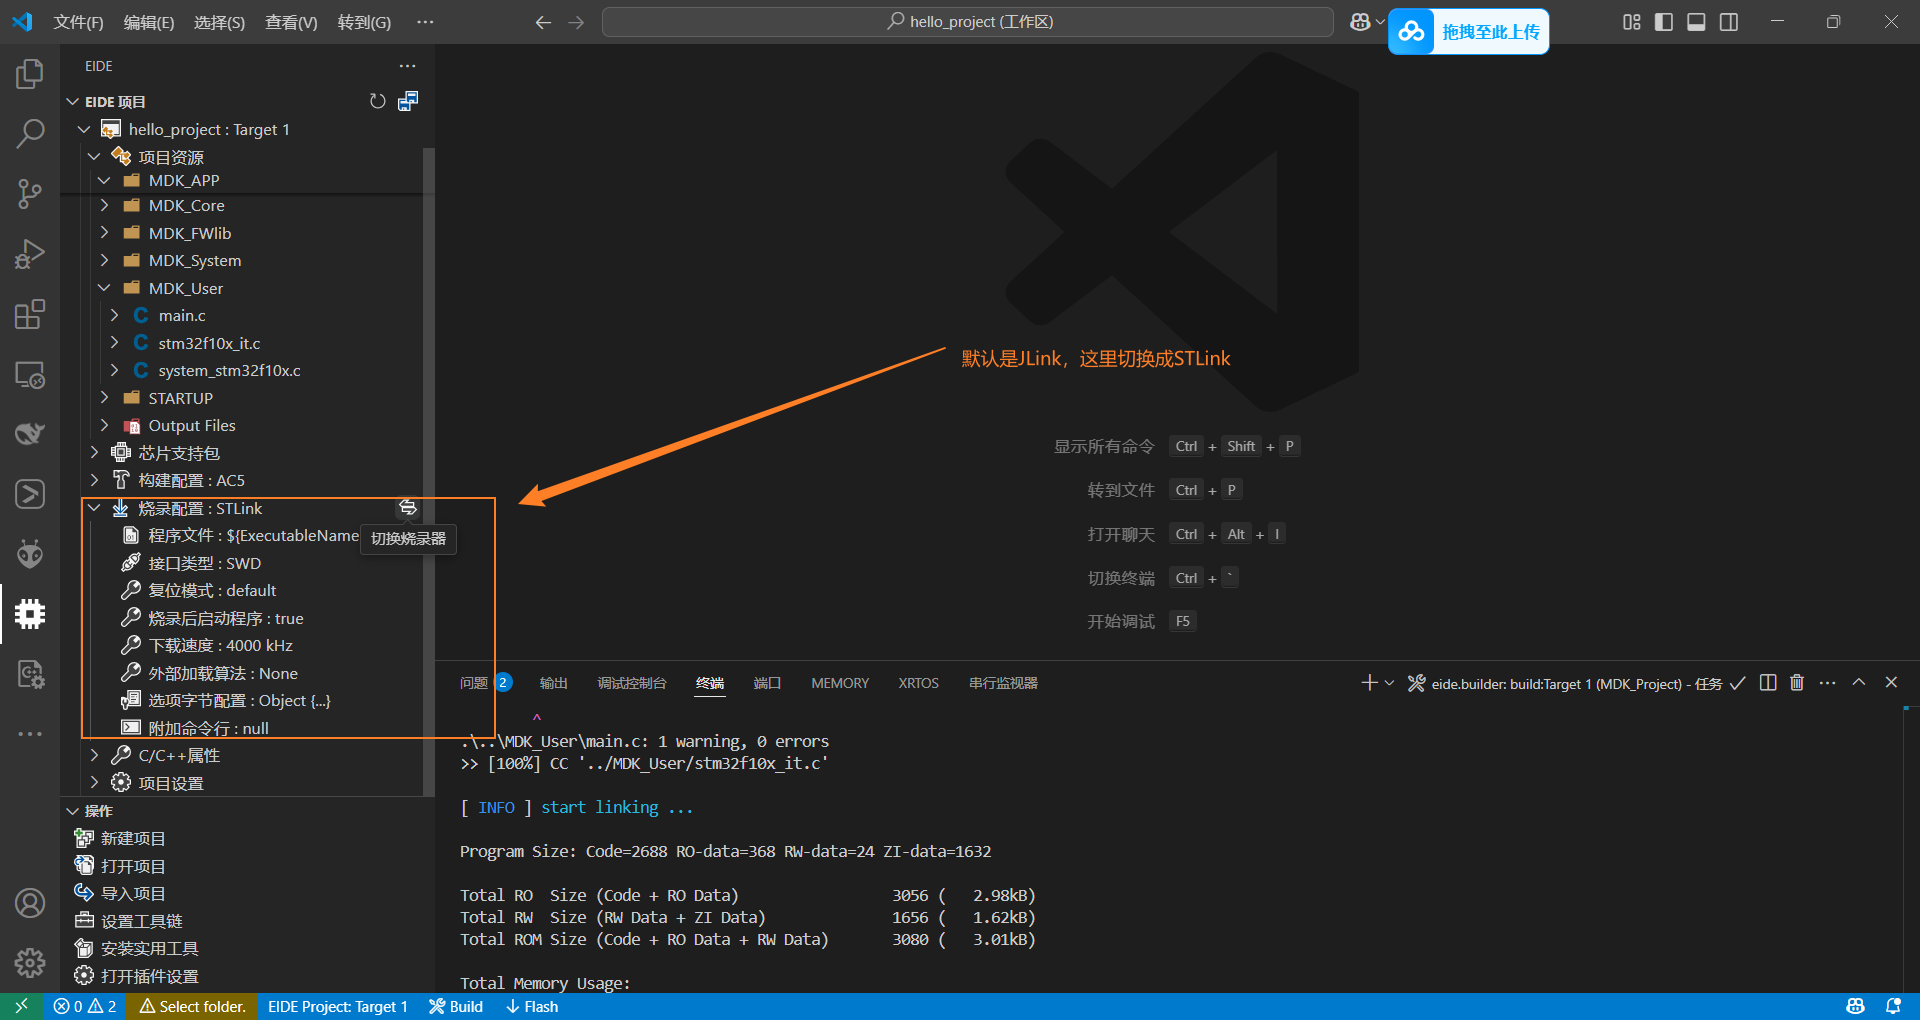 文件(F) 编辑(E) 选择(S) 查看(V) 转到(G) ··· hello_project (工作区) 拖拽至此上传
EIDE
EIDE 项目
hello_project : Target 1
项目资源
MDK_APP
MDK_Core
MDK_FWlib
MDK_System
MDK_User
main.c
stm32f10x_it.c
system_stm32f10x.c
STARTUP
Output Files
芯片支持包
构建配置 : AC5
烧录配置 : STLink
程序文件 : ${ExecutableName
切换烧录器
接口类型 : SWD
复位模式 : default
烧录后启动程序 : true
下载速度 : 4000 kHz
外部加载算法 : None
选项字节配置 : Object {...}
附加命令行 : null
C/C++属性
项目设置
操作
新建项目
打开项目
导入项目
设置工具链
安装实用工具
打开插件设置
默认是JLink，这里切换成STLink
显示所有命令 Ctrl + Shift + P
转到文件 Ctrl + P
打开聊天 Ctrl + Alt + I
切换终端 Ctrl + `
开始调试 F5
问题 2 输出 调试控制台 终端 端口 MEMORY XRTOS 串行监视器 eide.builder: build:Target 1 (MDK_Project) - 任务
^
.\..\MDK_User\main.c: 1 warning, 0 errors
>> [100%] CC '../MDK_User/stm32f10x_it.c'
[ INFO ] start linking ...
Program Size: Code=2688 RO-data=368 RW-data=24 ZI-data=1632
Total RO  Size (Code + RO Data) 3056 (   2.98kB)
Total RW  Size (RW Data + ZI Data) 1656 (   1.62kB)
Total ROM Size (Code + RO Data + RW Data) 3080 (   3.01kB)
Total Memory Usage:
0 2 Select folder. EIDE Project: Target 1 Build Flash